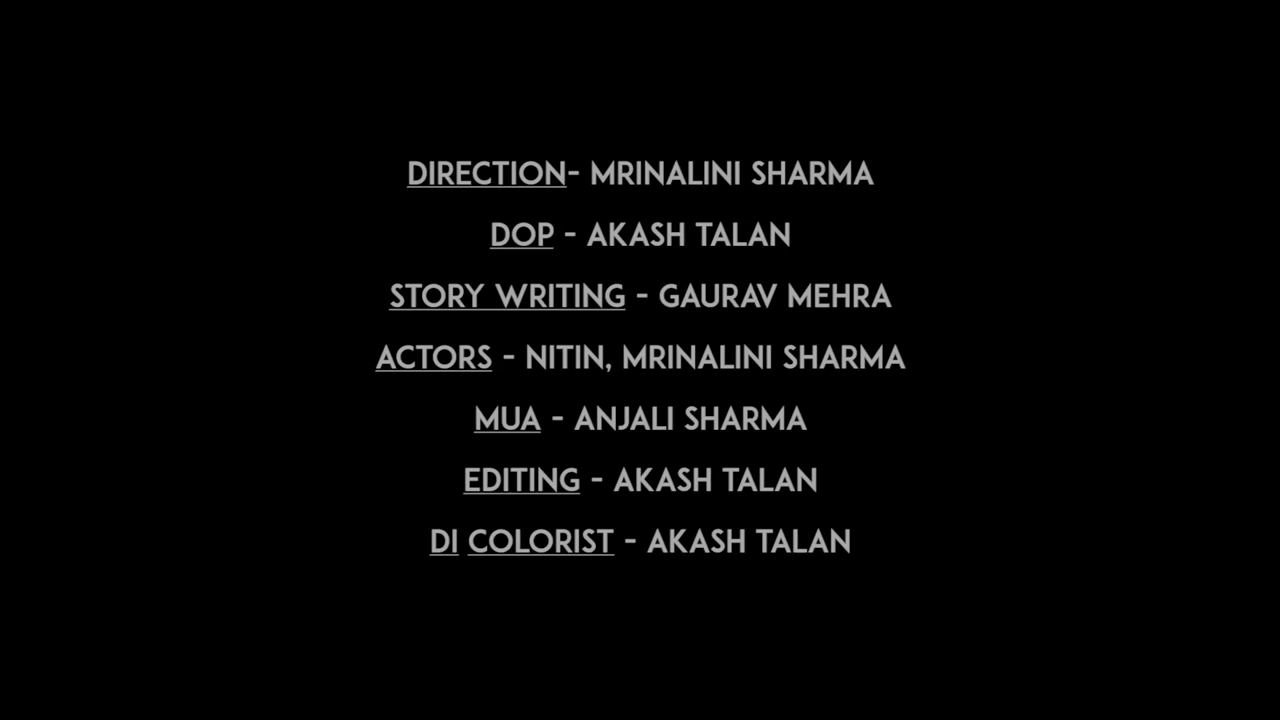 DIRECTION- MRINALINI SHARMA
DOP - AKASH TALAN
STORY WRITING - GAURAV MEHRA
ACTORS - NITIN, MRINALINI SHARMA
MUA - ANJALI SHARMA
EDITING - AKASH TALAN
DI COLORIST - AKASH TALAN